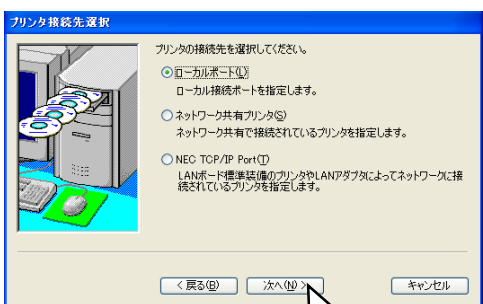 プリンタ接続先選択
プリンタの接続先を選択してください。
ローカルポート(L)
ローカル接続ポートを指定します。
ネットワーク共有プリンタ(S)
ネットワーク共有で接続されているプリンタを指定します。
NEC TCP/IP Port(T)
LANボード標準装備のプリンタやLANアダプタによってネットワークに接
続されているプリンタを指定します。
< 戻る(B) 次へ(N) > キャンセル